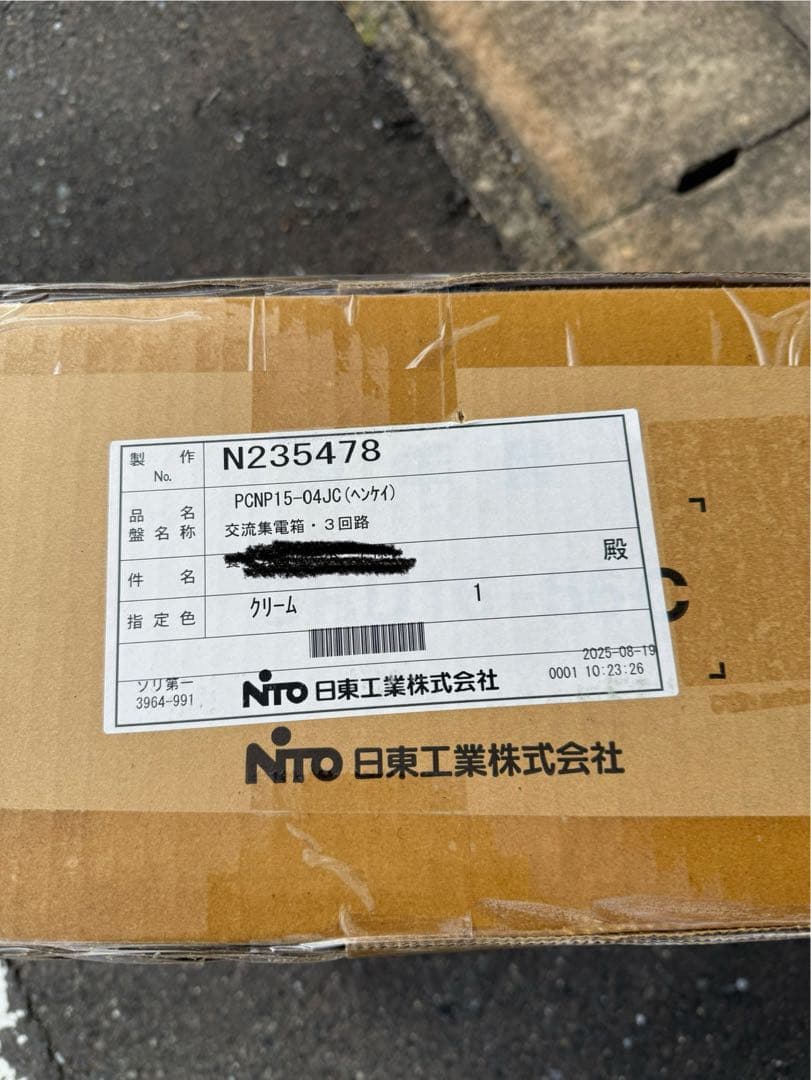 製作No. N235478
品名 PCNP15-04JC(ﾍﾝｹｲ)
盤名称 交流集電箱・3回路
件名 殿
指定色 ｸﾘｰﾑ 1
ソリ第一
3964-991
NITO 日東工業株式会社
2025-08-19
0001 10:23:26
C
NITO 日東工業株式会社